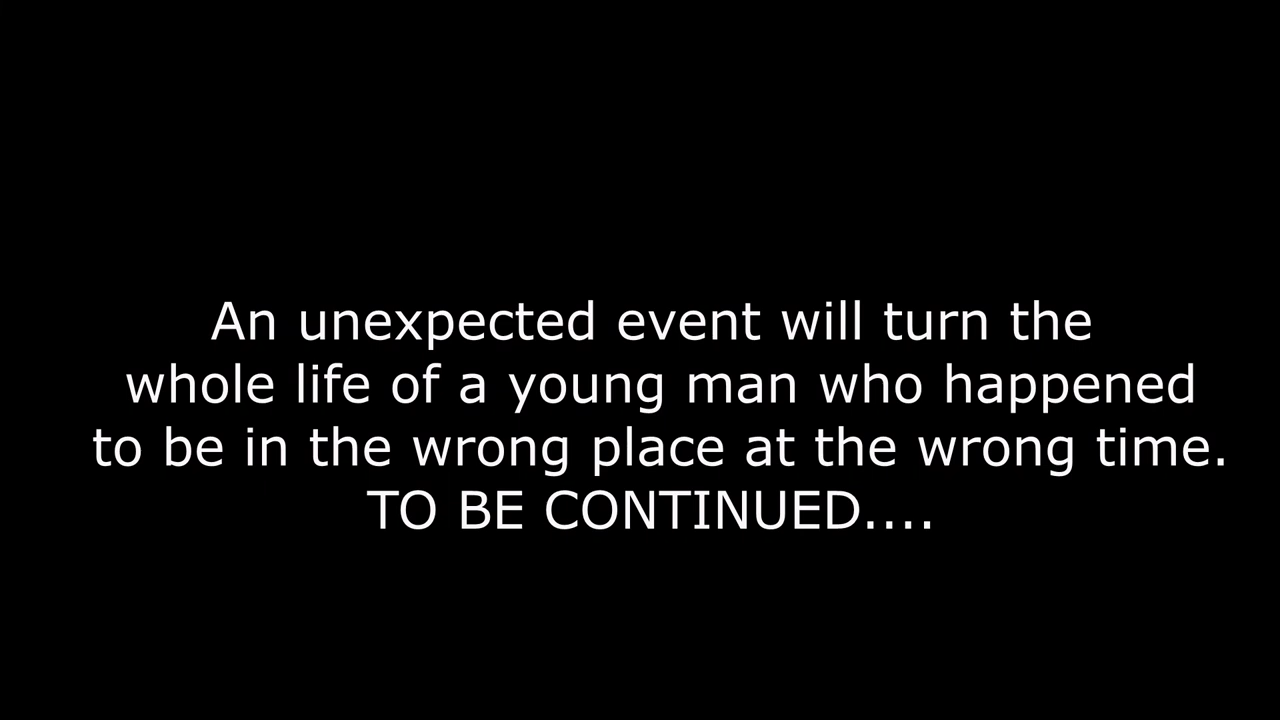 An unexpected event will turn the
whole life of a young man who happened
to be in the wrong place at the wrong time.
TO BE CONTINUED....